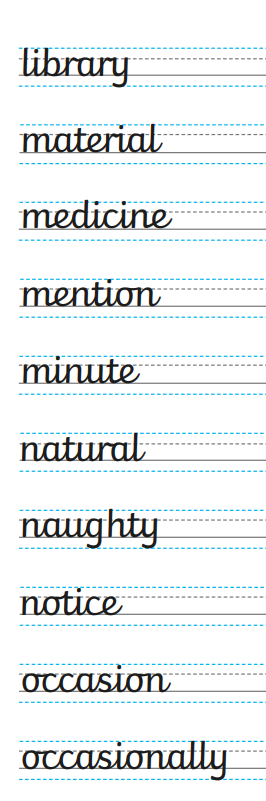 library
material
medicine
mention
minute
natural
naughty
notice
occasion
occasionally